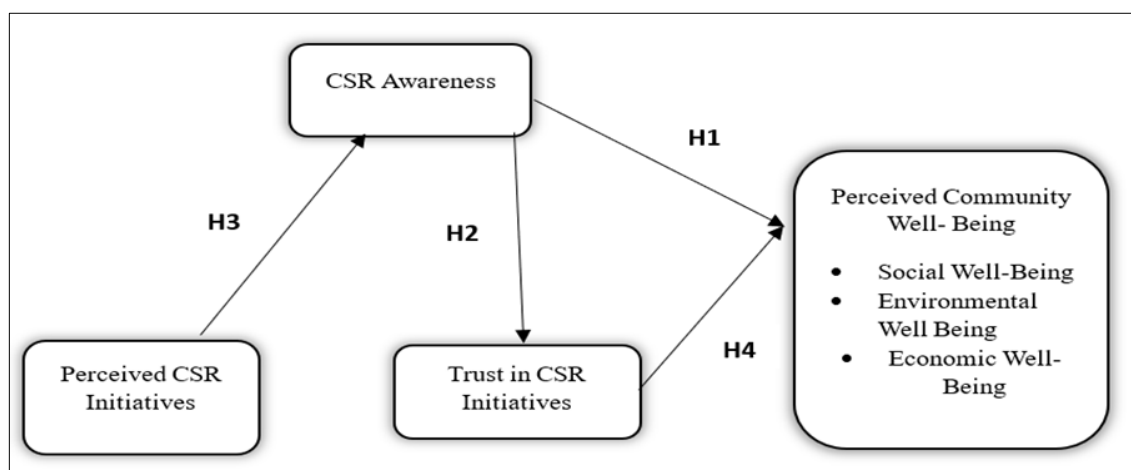 CSR Awareness
H1
Perceived Community
Well- Being
• Social Well-Being
• Environmental
Well Being
• Economic Well-
Being
H3
H2
H4
Perceived CSR
Initiatives
Trust in CSR
Initiatives